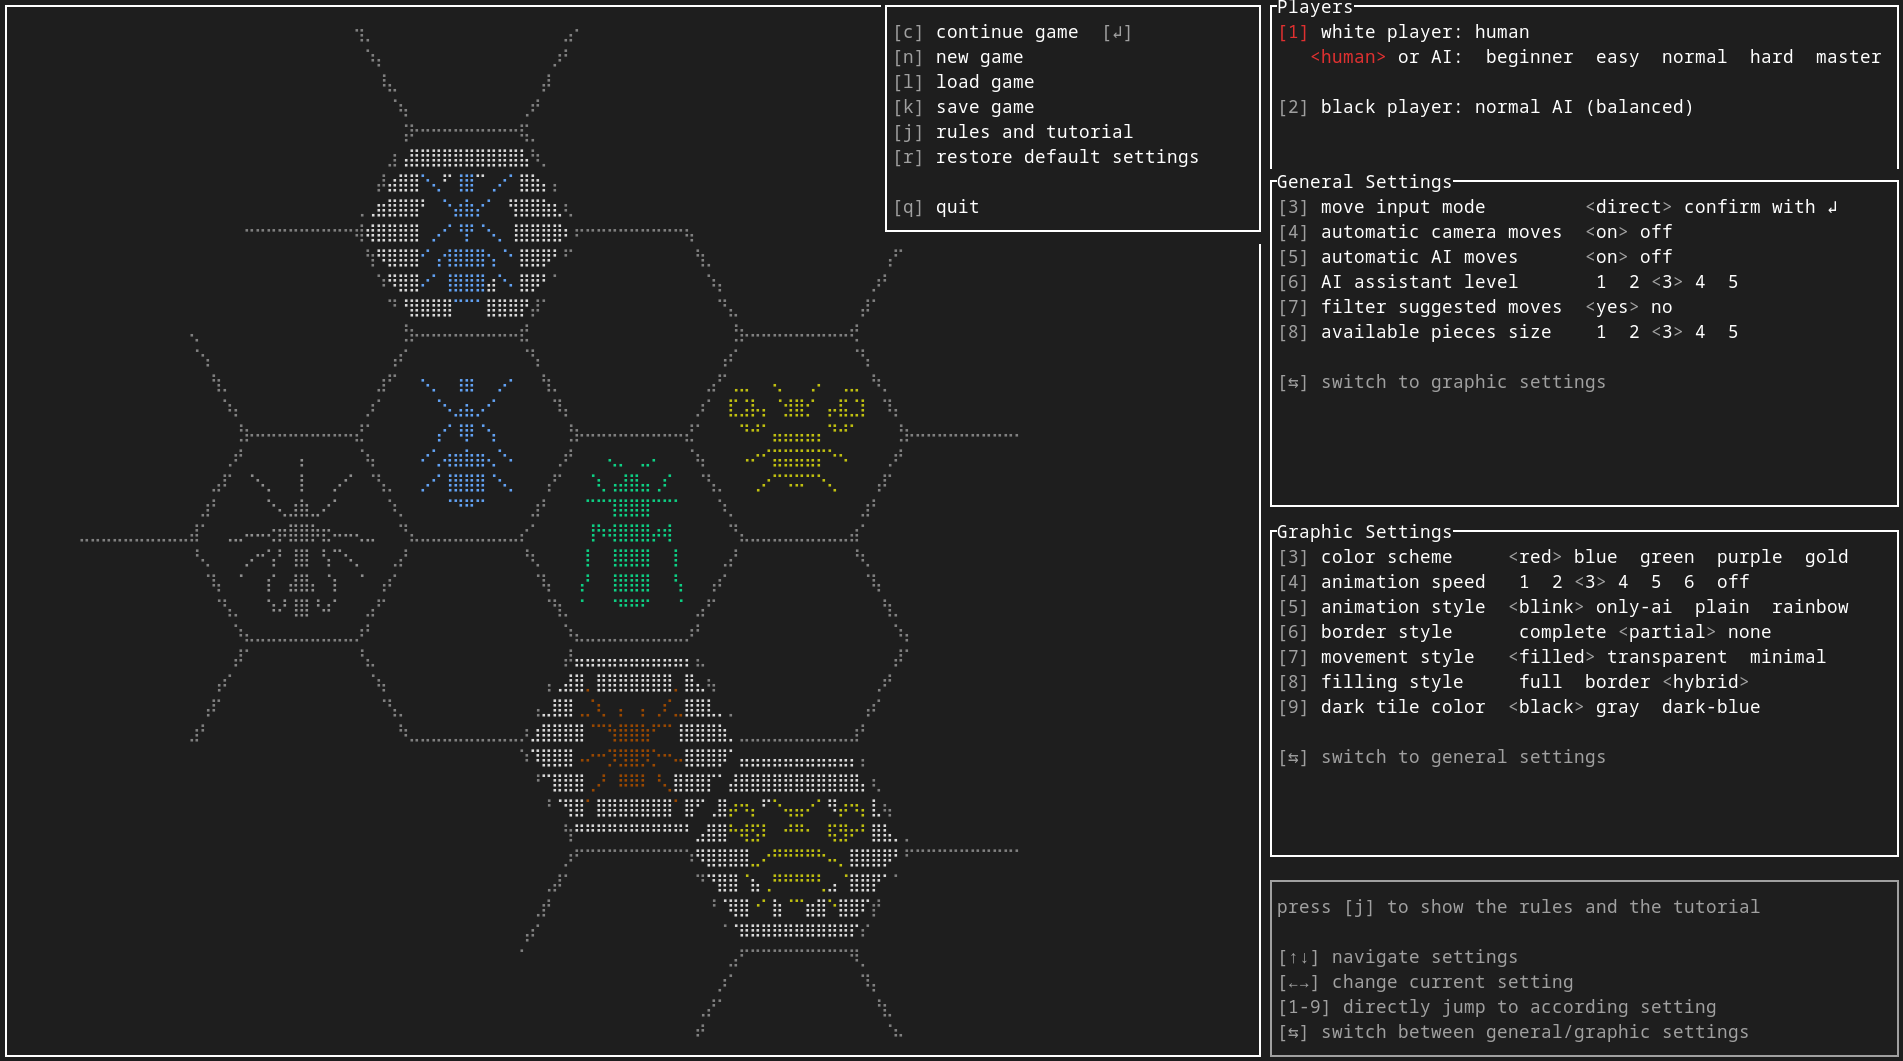 [c] continue game  [↲]
[n] new game
[l] load game
[k] save game
[j] rules and tutorial
[r] restore default settings
[q] quit
Players
[1] white player: human
<human> or AI:  beginner  easy  normal  hard  master
[2] black player: normal AI (balanced)
General Settings
[3] move input mode         <direct> confirm with ↲
[4] automatic camera moves  <on> off
[5] automatic AI moves      <on> off
[6] AI assistant level       1  2 <3> 4  5
[7] filter suggested moves  <yes> no
[8] available pieces size    1  2 <3> 4  5
[⇆] switch to graphic settings
Graphic Settings
[3] color scheme     <red> blue  green  purple  gold
[4] animation speed   1  2 <3> 4  5  6  off
[5] animation style  <blink> only-ai  plain  rainbow
[6] border style      complete <partial> none
[7] movement style   <filled> transparent  minimal
[8] filling style     full  border <hybrid>
[9] dark tile color  <black> gray  dark-blue
[⇆] switch to general settings
press [j] to show the rules and the tutorial
[↑↓] navigate settings
[←→] change current setting
[1-9] directly jump to according setting
[⇆] switch between general/graphic settings